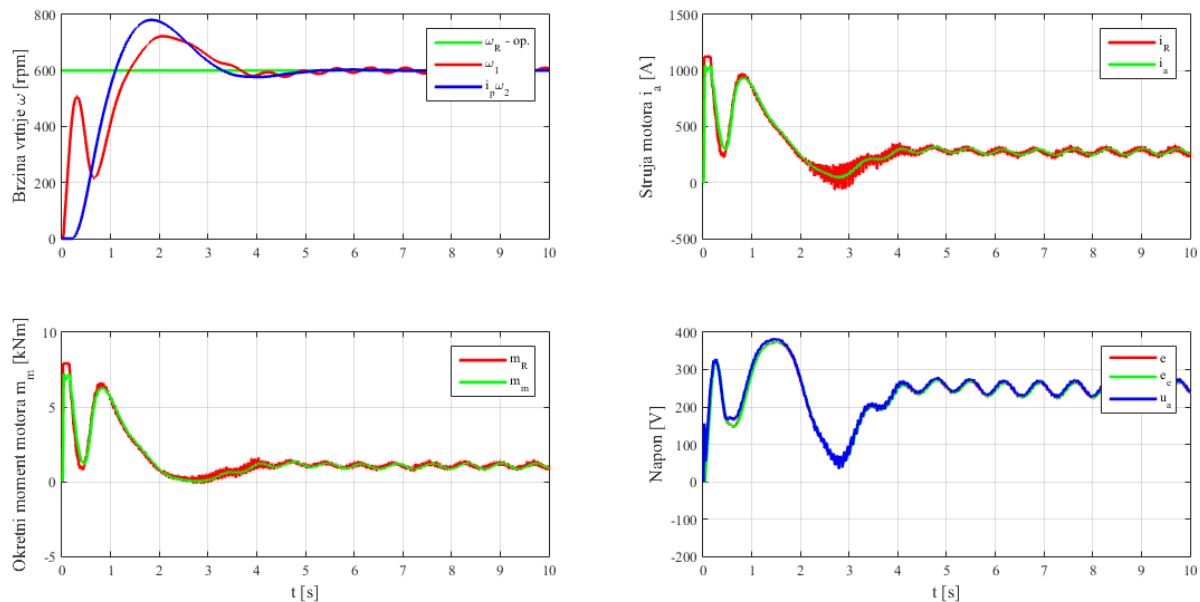 Brzina vrtnje ω [rpm]
800
600
400
200
0
0 1 2 3 4 5 6 7 8 9 10
ω_R - op.
ω_1
i_p ω_2
Struja motora i_a [A]
1500
1000
500
0
-500
0 1 2 3 4 5 6 7 8 9 10
i_R
i_a
Okretni moment motora m_m [kNm]
10
5
0
-5
0 1 2 3 4 5 6 7 8 9 10
t [s]
m_R
m_m
Napon [V]
400
300
200
100
0
-100
-200
0 1 2 3 4 5 6 7 8 9 10
t [s]
e
e_e
u_a